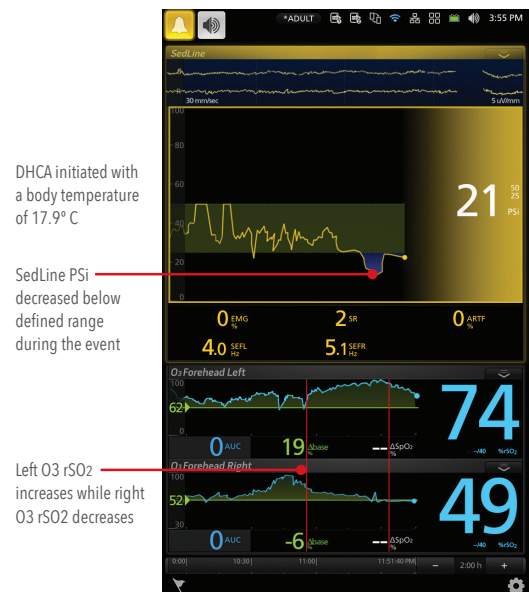 *ADULT 3:55 PM
SedLine
30 mm/sec 5 uV/mm
80
60
40
20
0
21 50
25
PSi
0 EMG % 2 SR 0 ARTF %
4.0 SEFL Hz 5.1 SEFR Hz
DHCA initiated with
a body temperature
of 17.9º C
SedLine PSi
decreased below
defined range
during the event
O3 Forehead Left
100
62
0
0 AUC 19 Δbase % -- ΔSpO2 %
74
--/40 %rSO2
Left O3 rSO2
increases while right
O3 rSO2 decreases
O3 Forehead Right
100
52
30
0 AUC -6 Δbase % -- ΔSpO2 %
49
--/40 %rSO2
0:00 10:30 11:00 11:51:40 PM - 2:00 h +